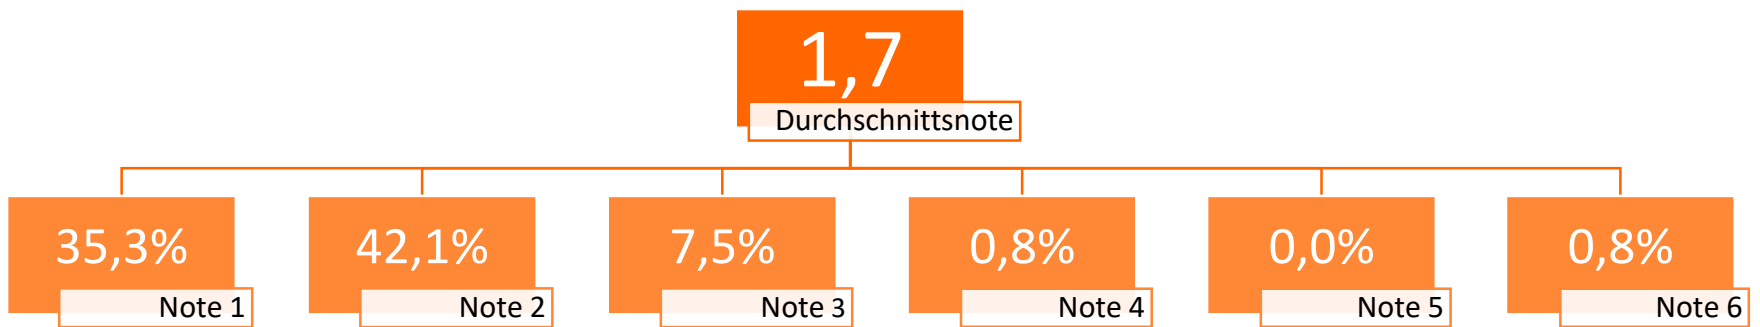 1,7
Durchschnittsnote
35,3%
Note 1
42,1%
Note 2
7,5%
Note 3
0,8%
Note 4
0,0%
Note 5
0,8%
Note 6